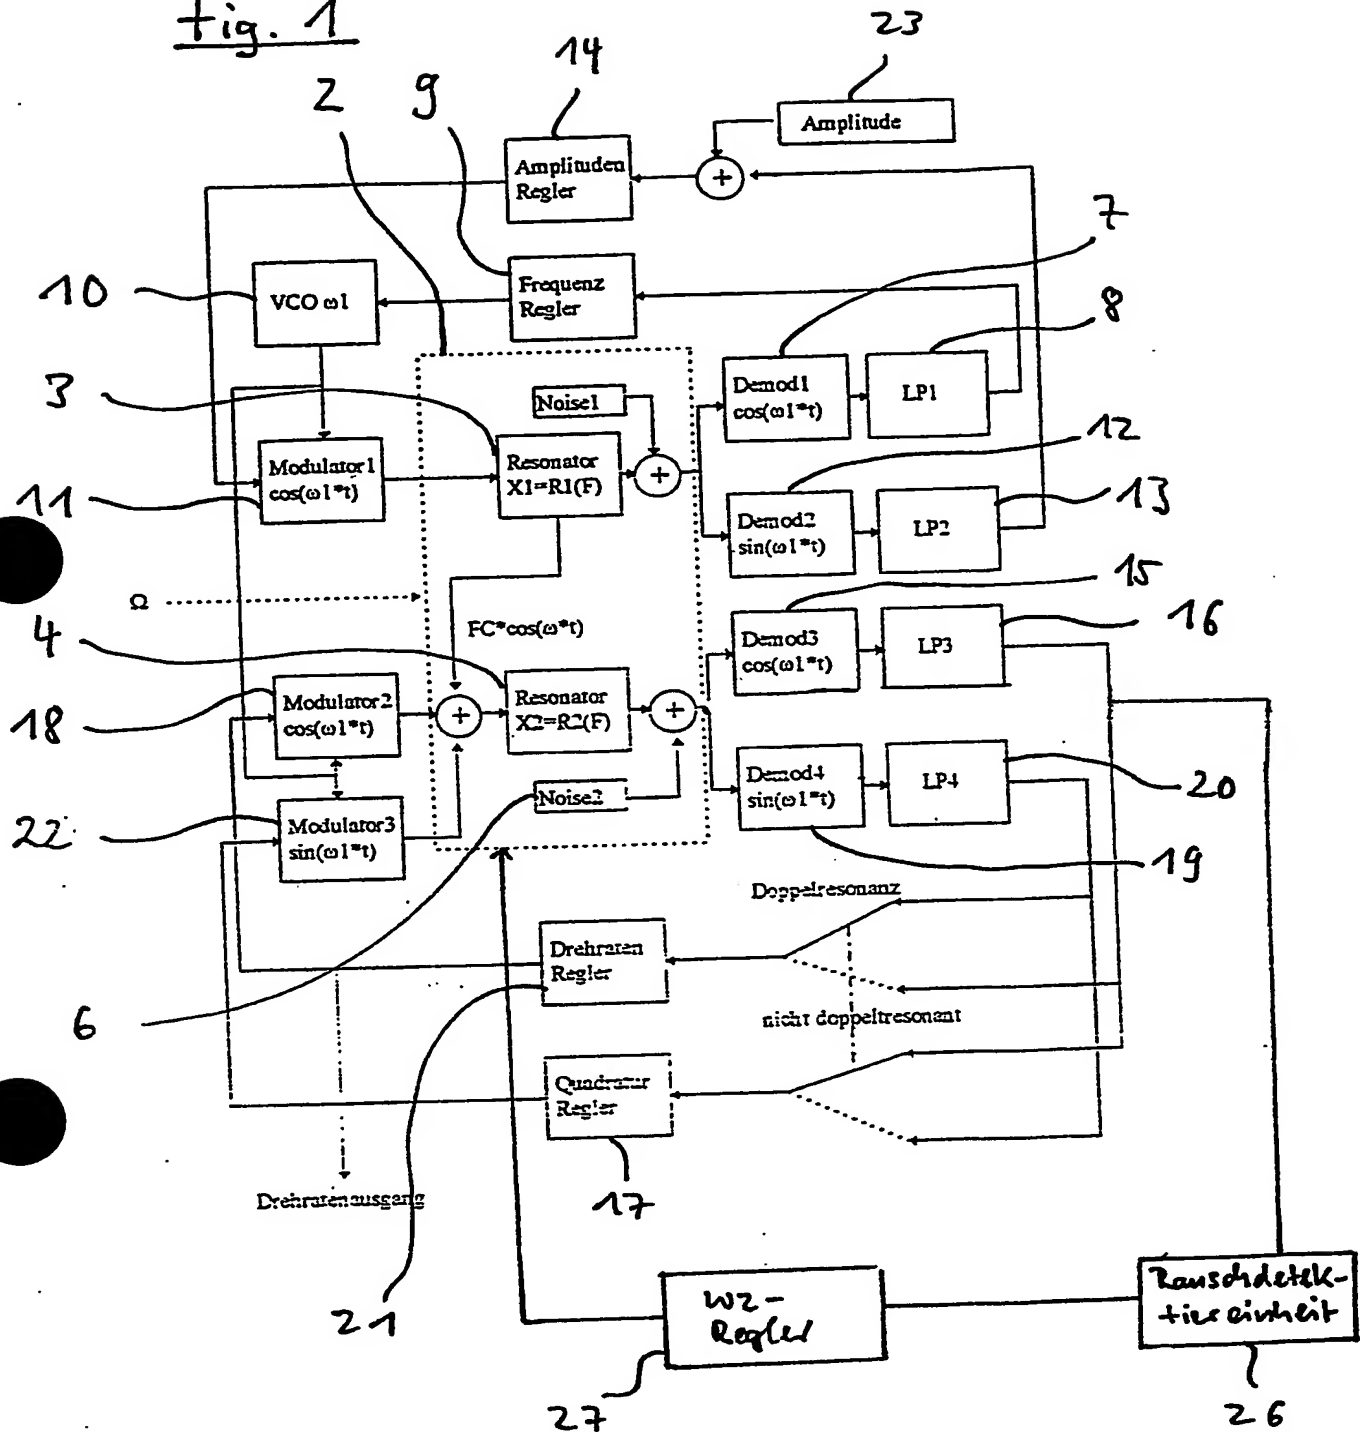 Fig. 1
23
14
2
9
Amplitude
Amplituden
Regler
+
7
10
VCO ω1
Frequenz
Regler
8
3
Noise1
Demod1
cos(ω1*t)
LP1
12
Modulator1
cos(ω1*t)
Resonator
X1=R1(F)
+
11
13
Demod2
sin(ω1*t)
LP2
15
Ω
4
FC*cos(ω*t)
Demod3
cos(ω1*t)
LP3
16
18
Modulator2
cos(ω1*t)
+
Resonator
X2=R2(F)
+
Noise2
Demod4
sin(ω1*t)
LP4
20
22
Modulator3
sin(ω1*t)
19
Doppelresonanz
Drehraten
Regler
6
nicht doppeltresonant
Quadratur
Regler
Drehratenausgang
17
21
W2-
Regler
Rauschdetek-
tiereinheit
27
26